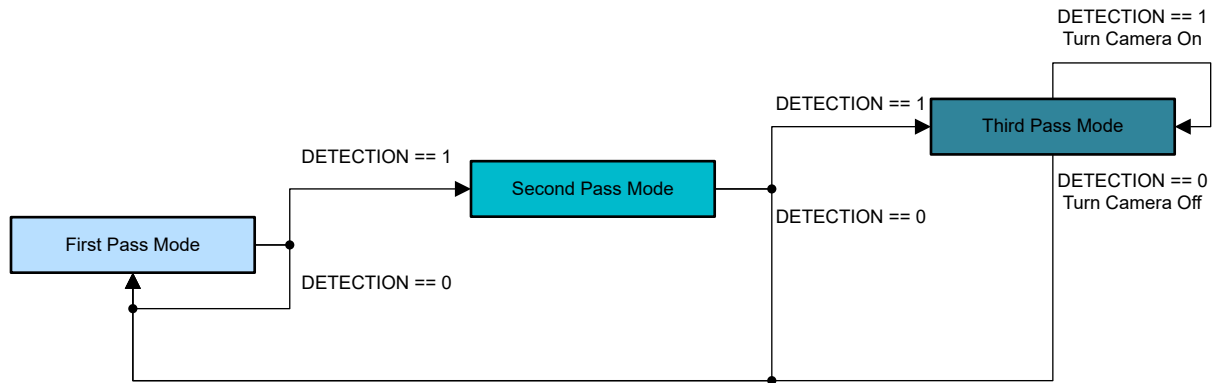 DETECTION == 1
Turn Camera On
DETECTION == 1
Third Pass Mode
DETECTION == 1
Second Pass Mode
DETECTION == 0
Turn Camera Off
DETECTION == 0
First Pass Mode
DETECTION == 0